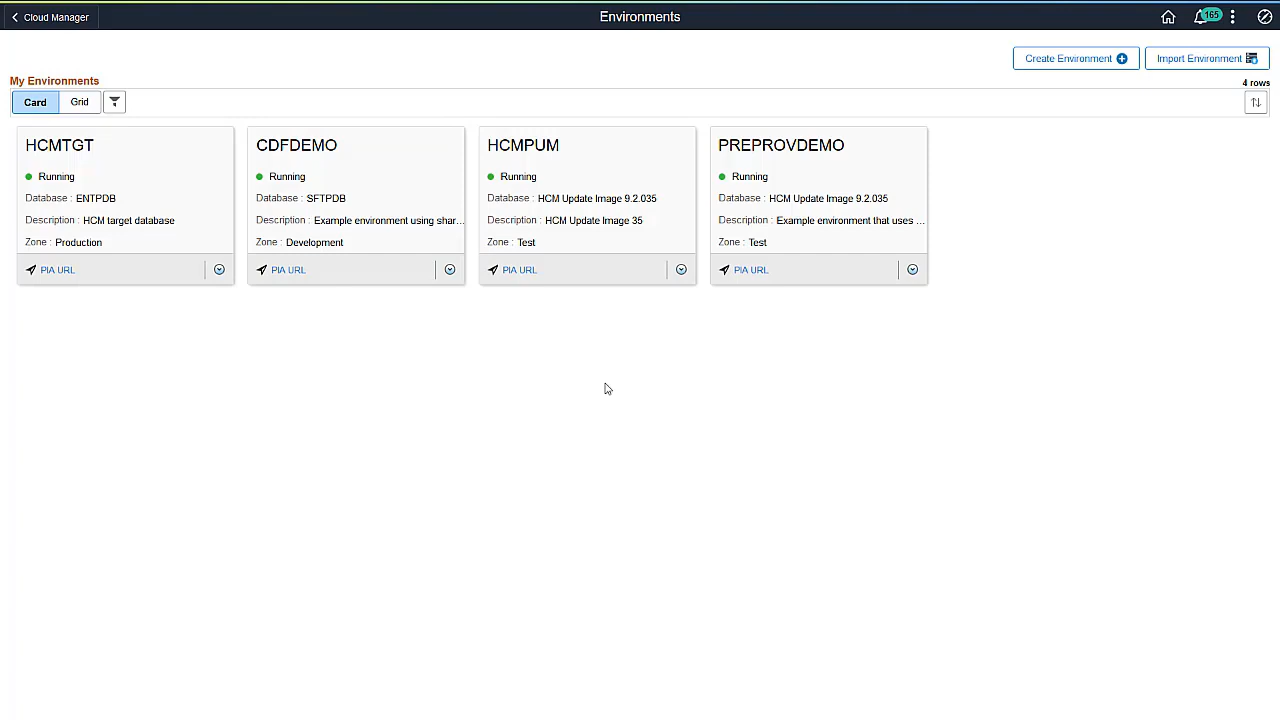 Cloud Manager
Environments
165
Create Environment
Import Environment
My Environments
4 rows
Card
Grid
HCMTGT
Running
Database : ENTPDB
Description : HCM target database
Zone : Production
PIA URL
CDFDEMO
Running
Database : SFTPDB
Description : Example environment using shar...
Zone : Development
PIA URL
HCMPUM
Running
Database : HCM Update Image 9.2.035
Description : HCM Update Image 35
Zone : Test
PIA URL
PREPROVDEMO
Running
Database : HCM Update Image 9.2.035
Description : Example environment that uses ...
Zone : Test
PIA URL